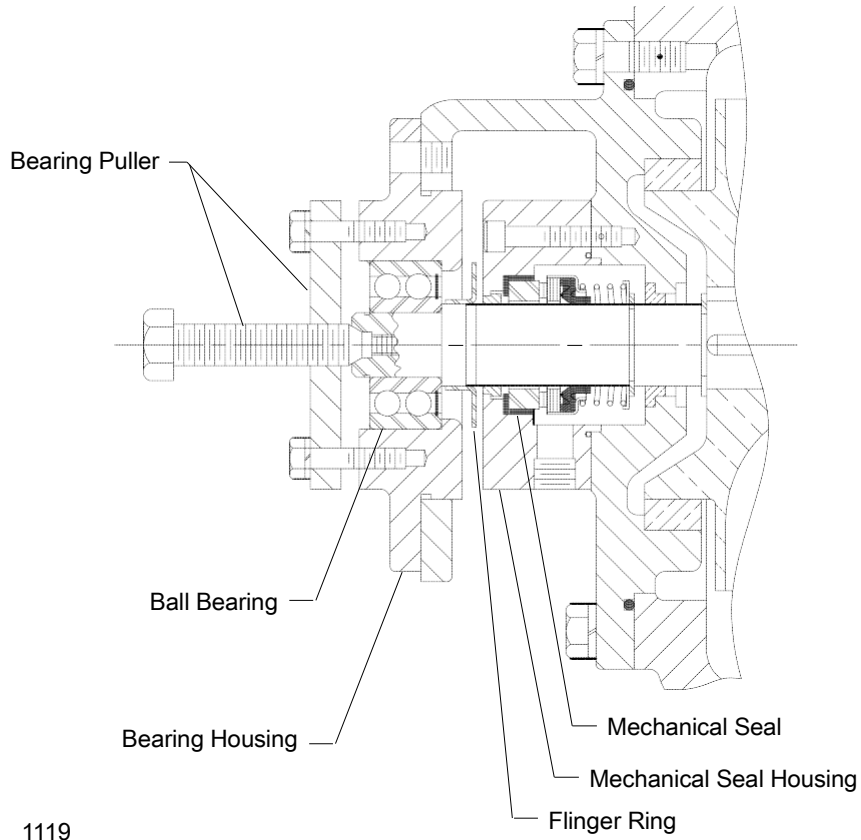 Bearing Puller
Ball Bearing
Bearing Housing
Mechanical Seal
Mechanical Seal Housing
Flinger Ring
1119